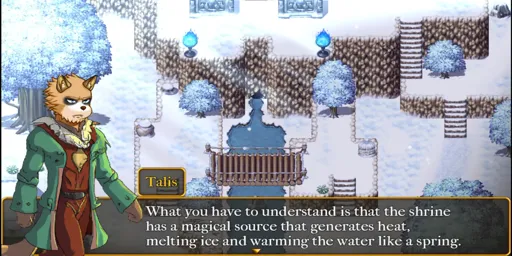 Talis
What you have to understand is that the shrine
has a magical source that generates heat,
melting ice and warming the water like a spring.